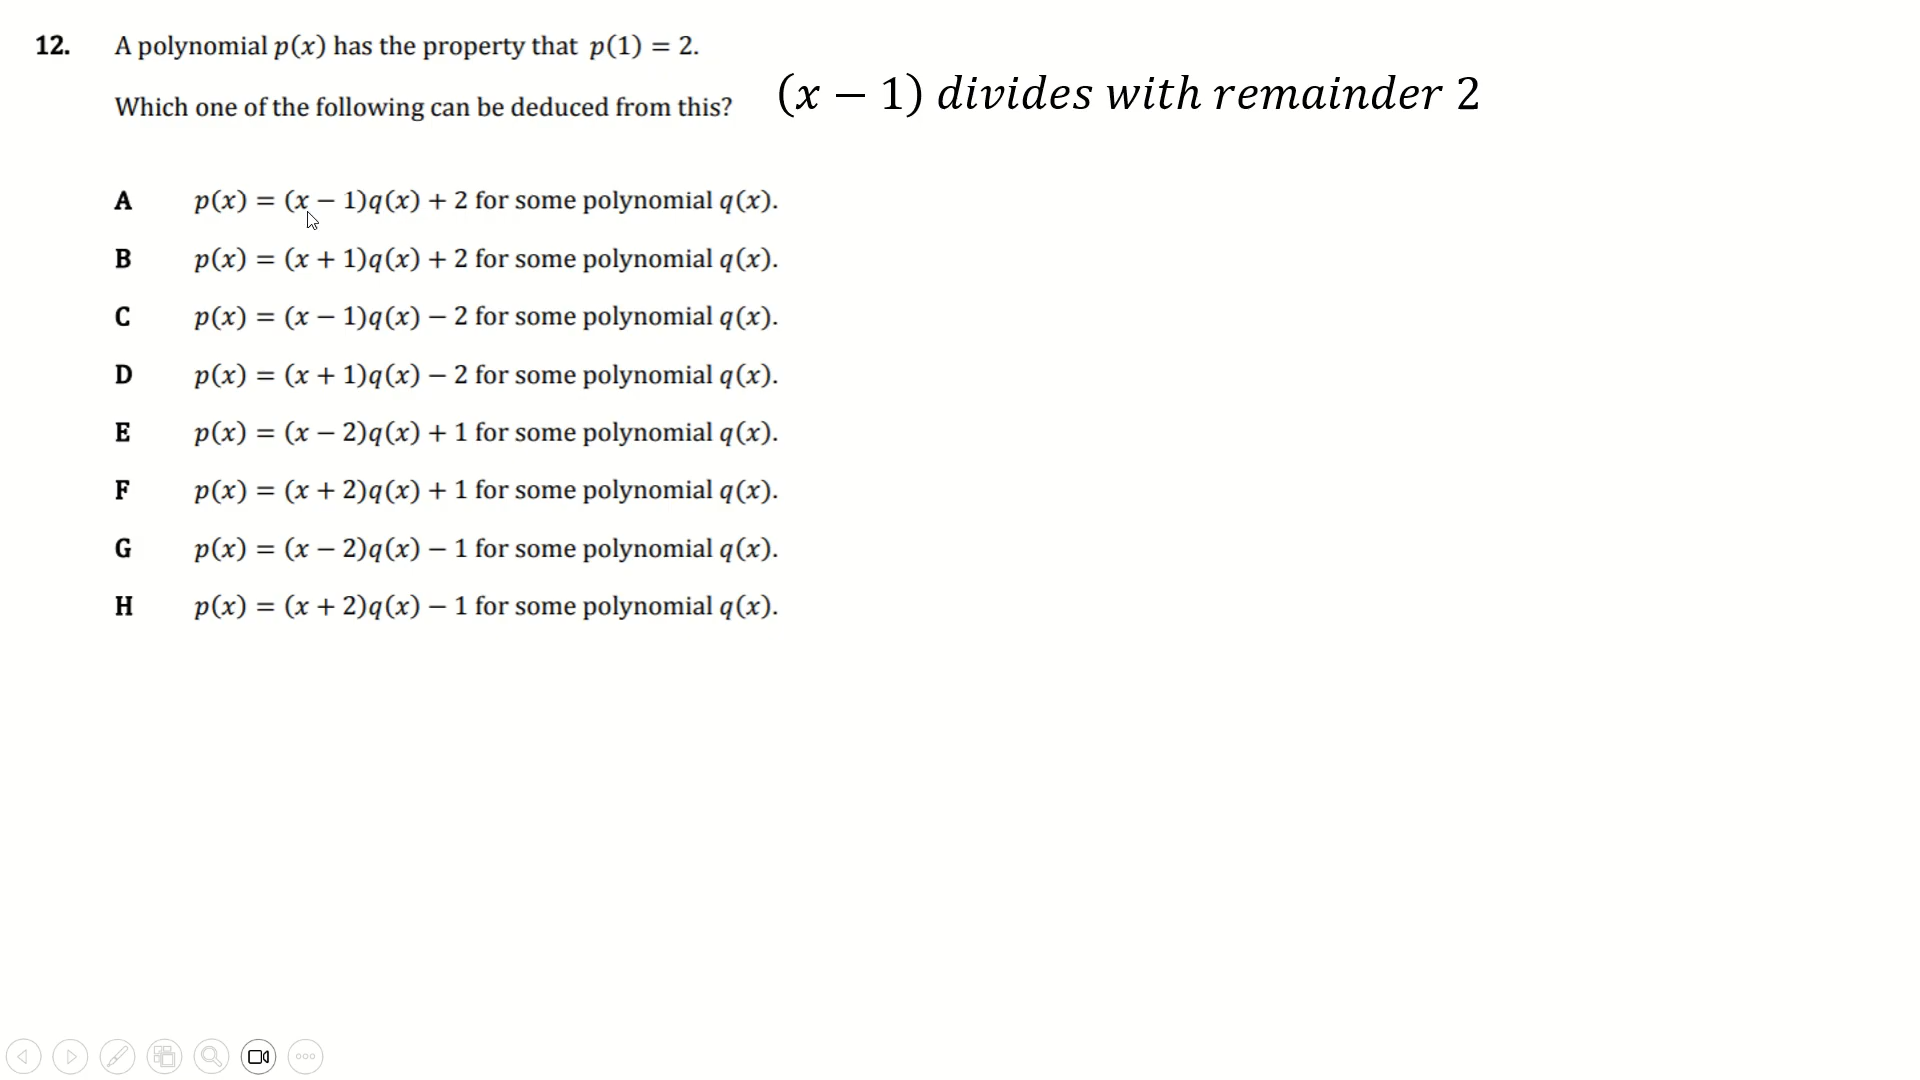 12. A polynomial p(x) has the property that p(1) = 2.
(x − 1) divides with remainder 2
Which one of the following can be deduced from this?
A p(x) = (x − 1)q(x) + 2 for some polynomial q(x).
B p(x) = (x + 1)q(x) + 2 for some polynomial q(x).
C p(x) = (x − 1)q(x) − 2 for some polynomial q(x).
D p(x) = (x + 1)q(x) − 2 for some polynomial q(x).
E p(x) = (x − 2)q(x) + 1 for some polynomial q(x).
F p(x) = (x + 2)q(x) + 1 for some polynomial q(x).
G p(x) = (x − 2)q(x) − 1 for some polynomial q(x).
H p(x) = (x + 2)q(x) − 1 for some polynomial q(x).